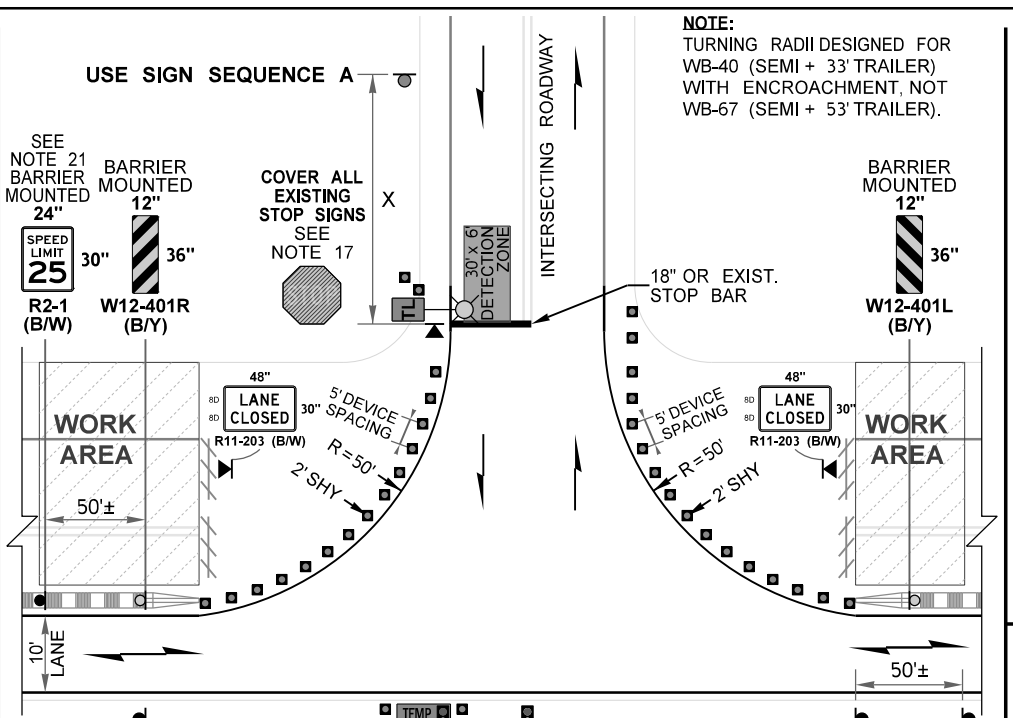 NOTE:
TURNING RADII DESIGNED FOR
WB-40 (SEMI + 33' TRAILER)
WITH ENCROACHMENT, NOT
WB-67 (SEMI + 53' TRAILER).
USE SIGN SEQUENCE A
INTERSECTING ROADWAY
SEE
NOTE 21
BARRIER
MOUNTED
24"
SPEED
LIMIT
25
30"
R2-1
(B/W)
BARRIER
MOUNTED
12"
36"
W12-401R
(B/Y)
COVER ALL
EXISTING
STOP SIGNS
SEE
NOTE 17
STOP
X
TL
30' x 6'
DETECTION
ZONE
18" OR EXIST.
STOP BAR
BARRIER
MOUNTED
12"
36"
W12-401L
(B/Y)
WORK
AREA
48"
8D
8D
LANE
CLOSED
30"
R11-203 (B/W)
5' DEVICE
SPACING
R = 50'
2' SHY
5' DEVICE
SPACING
R = 50'
2' SHY
48"
8D
8D
LANE
CLOSED
30"
R11-203 (B/W)
WORK
AREA
50'±
10'
LANE
50'±
TEMP